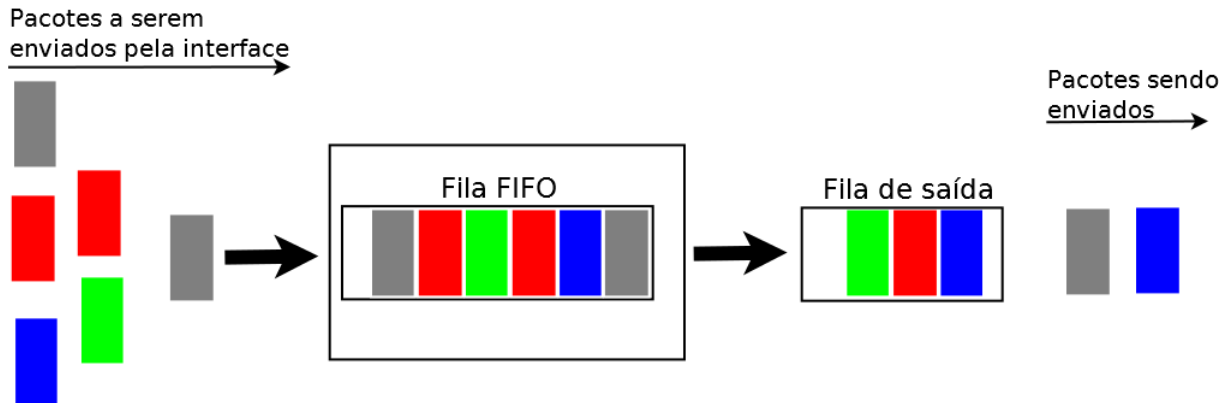 Pacotes a serem
enviados pela interface
Pacotes sendo
enviados
Fila FIFO
Fila de saída